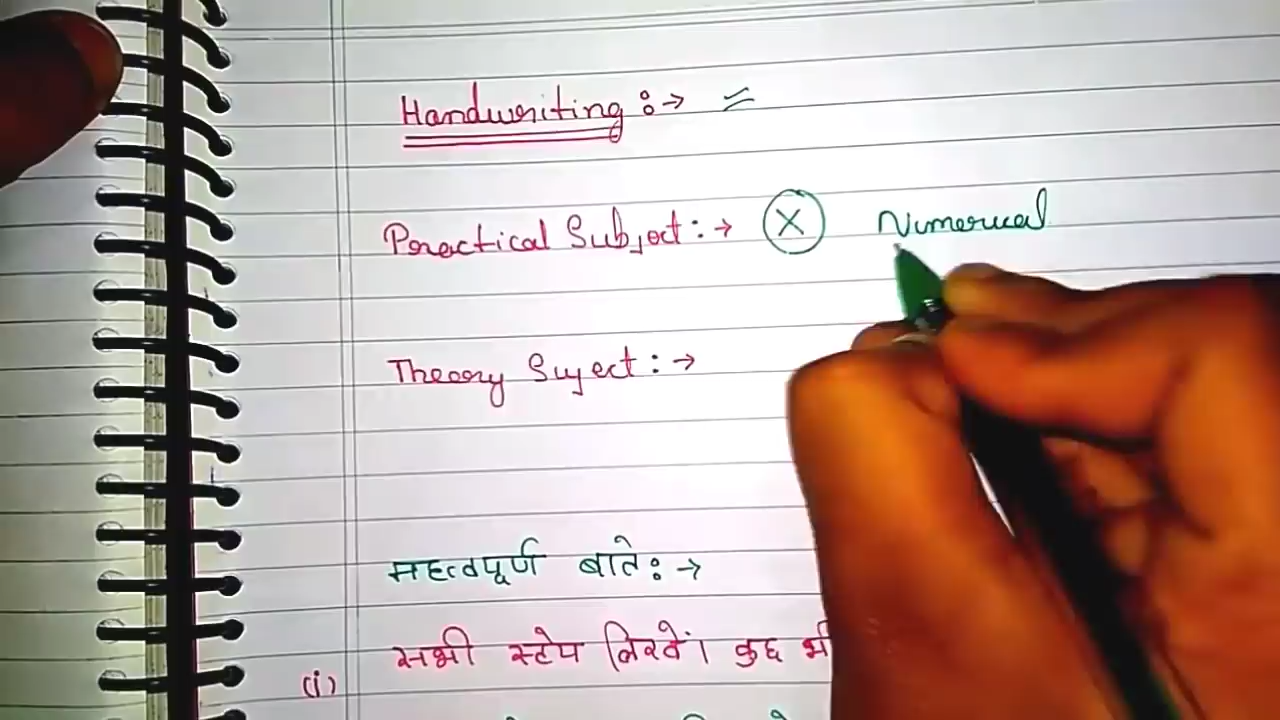 Handwriting :→ =
Practical Subject :→ X Numerical
Theory Suject :→
महत्वपूर्ण बाते :→
(i) सभी स्टेप लिखें। कुछ भी